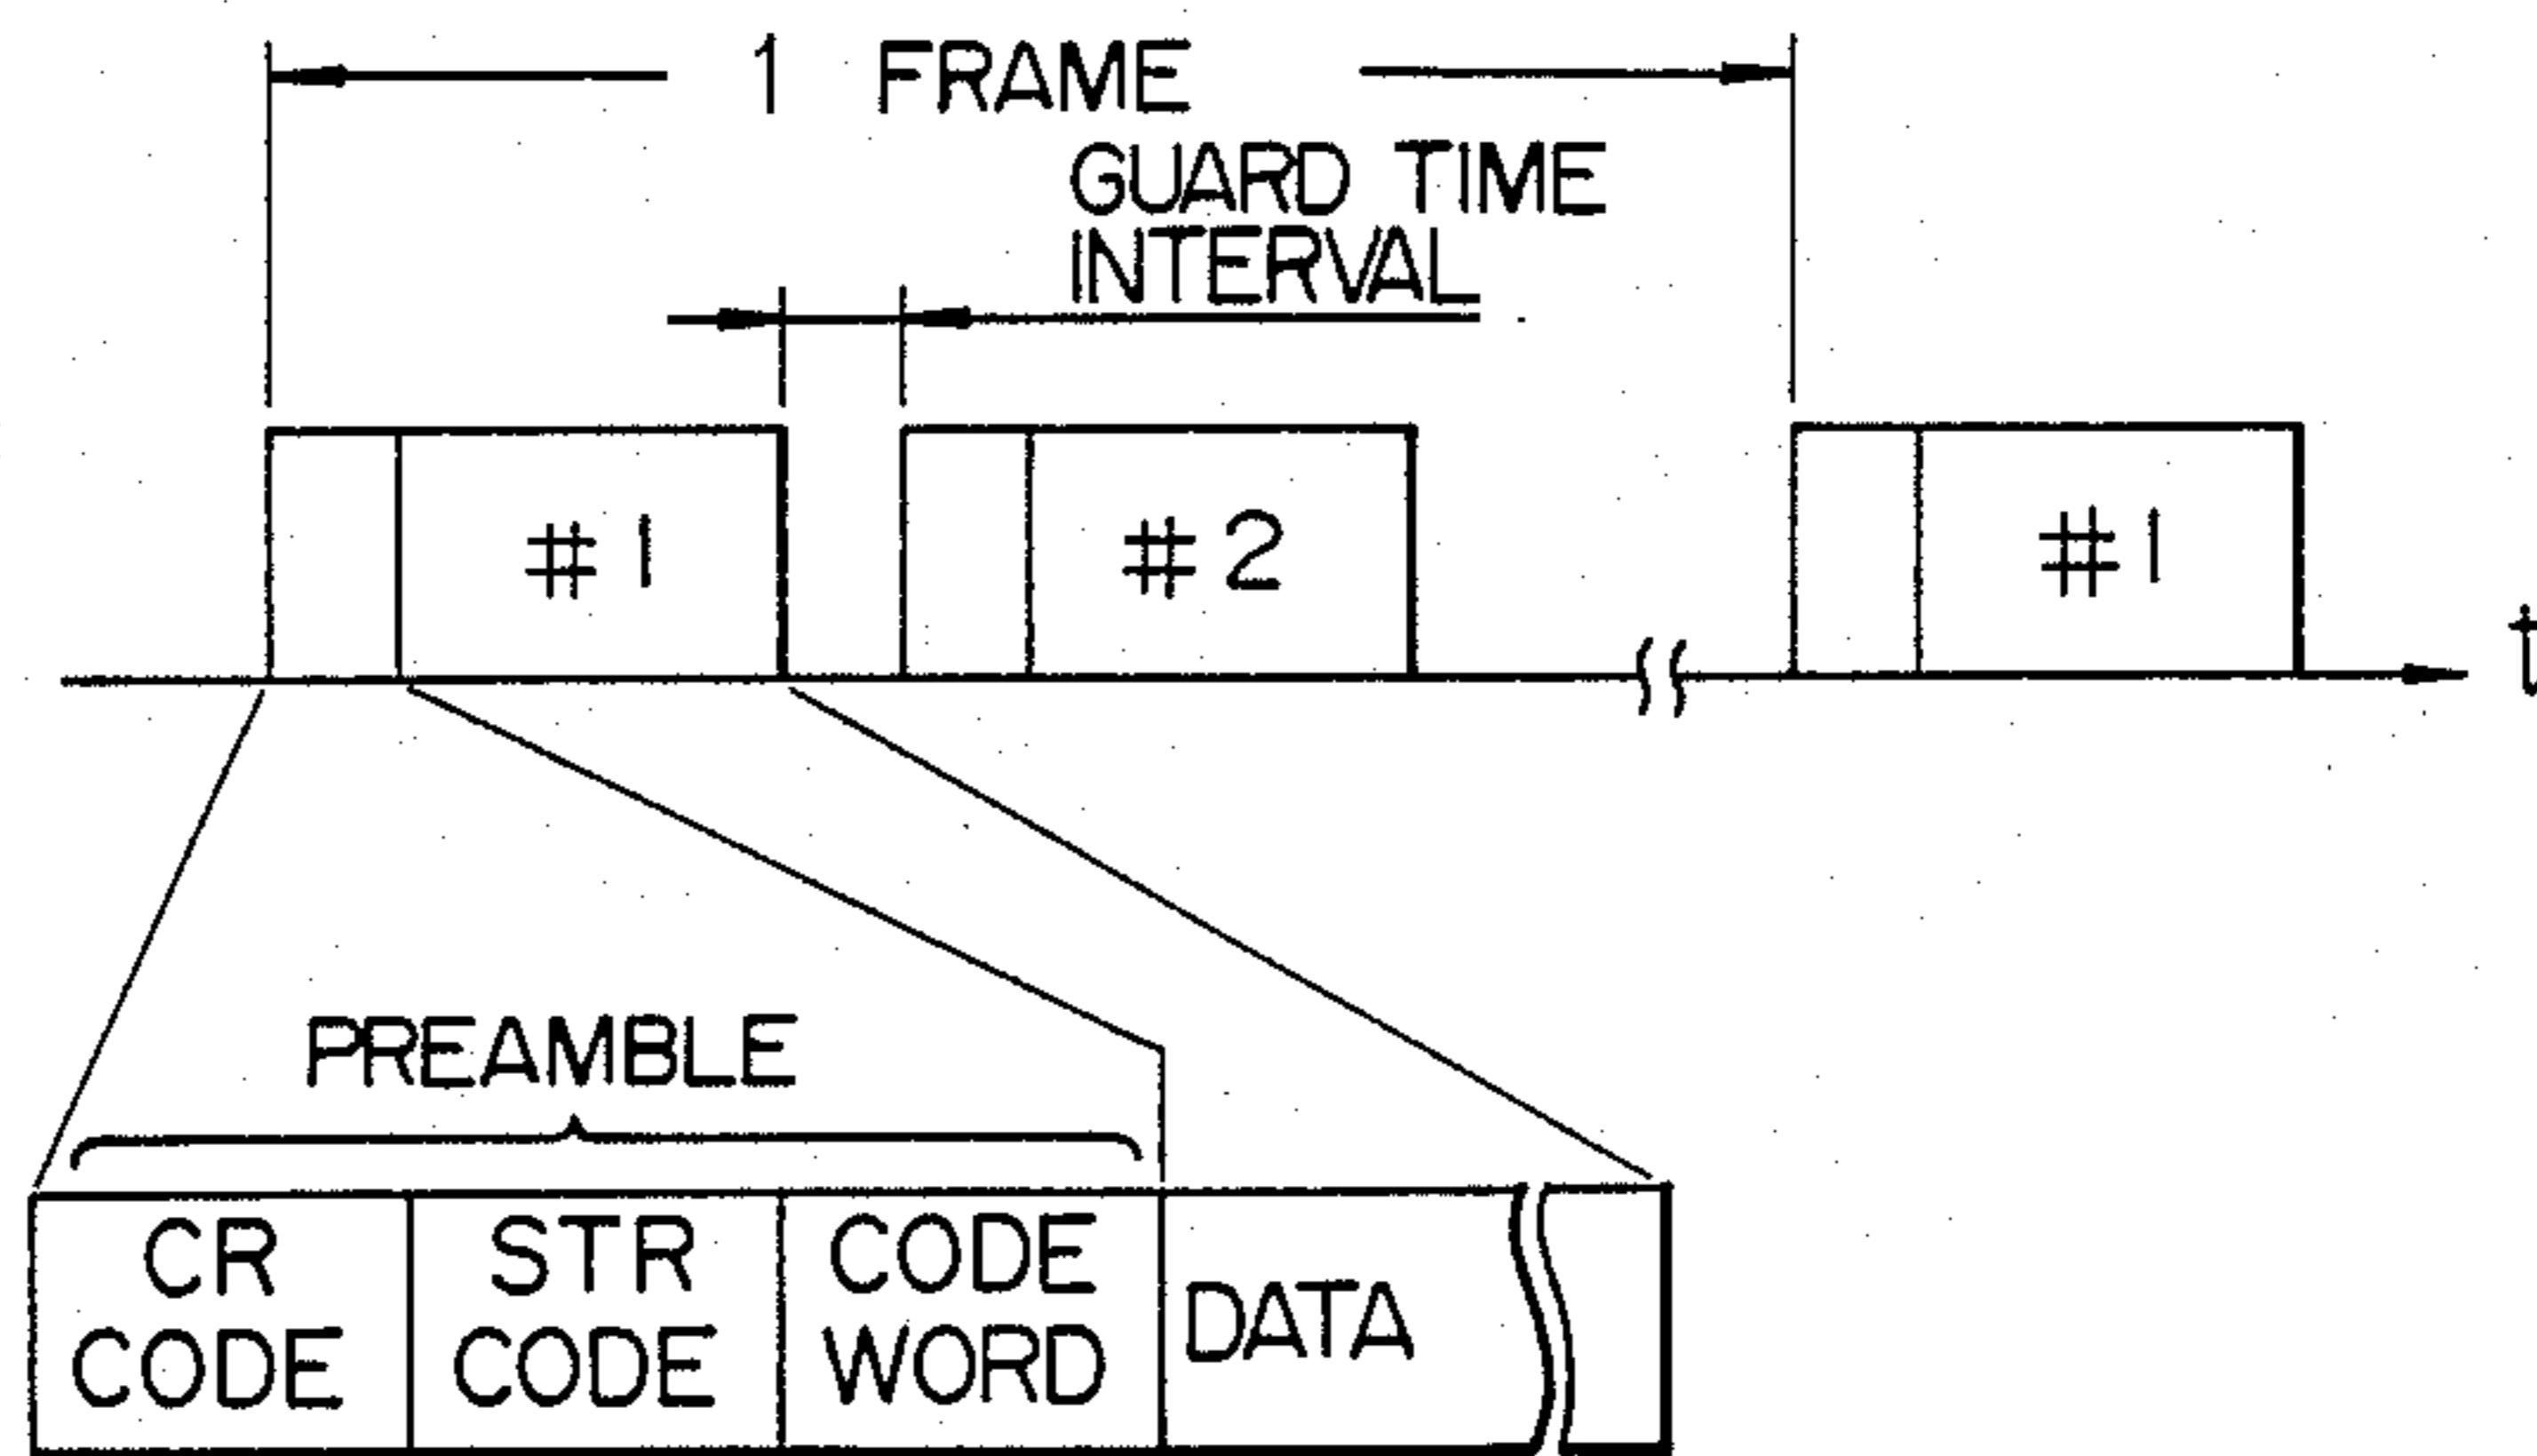 1 FRAME
GUARD TIME
INTERVAL
#1
#2
#1
t
PREAMBLE
CR
CODE
STR
CODE
CODE
WORD
DATA